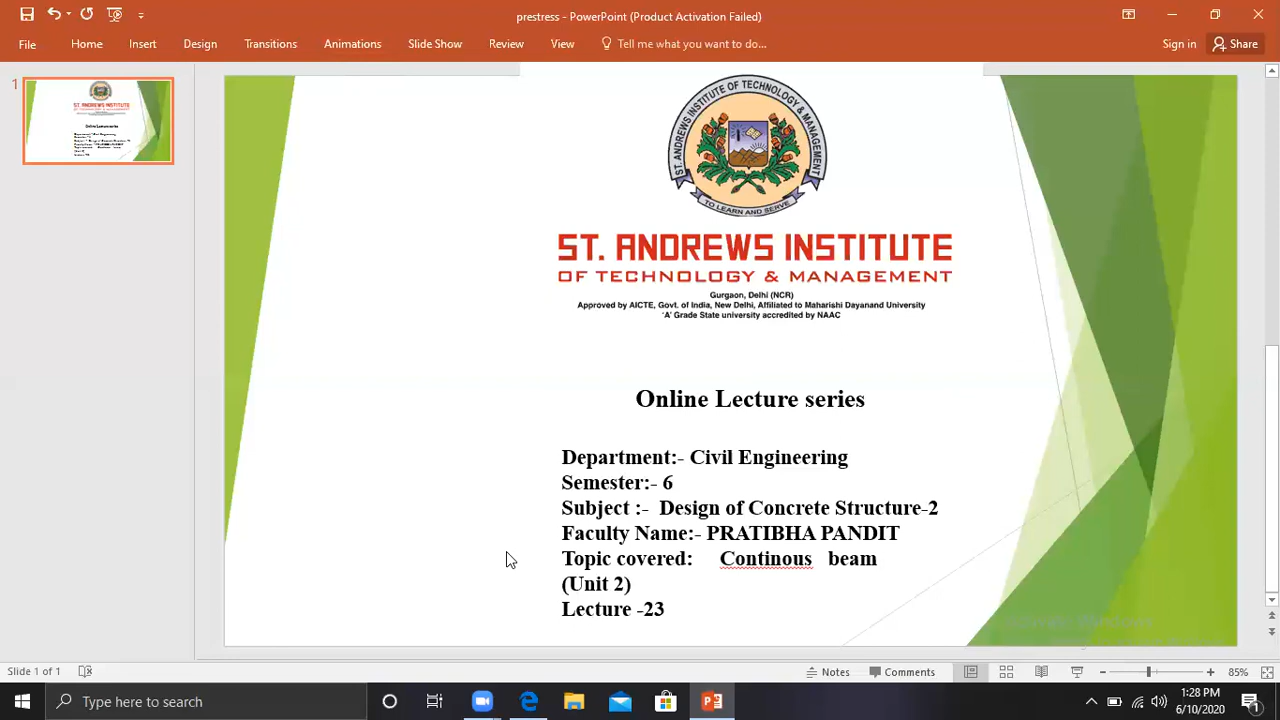 prestress - PowerPoint (Product Activation Failed)
File Home Insert Design Transitions Animations Slide Show Review View Tell me what you want to do... Sign in Share
1
ST. ANDREWS INSTITUTE OF TECHNOLOGY & MANAGEMENT
TO LEARN AND SERVE
ST. ANDREWS INSTITUTE
OF TECHNOLOGY & MANAGEMENT
Gurgaon, Delhi (NCR)
Approved by AICTE, Govt. of India, New Delhi, Affiliated to Maharishi Dayanand University
'A' Grade State university accredited by NAAC
Online Lecture series
Department:- Civil Engineering
Semester:- 6
Subject :- Design of Concrete Structure-2
Faculty Name:- PRATIBHA PANDIT
Topic covered: Continous beam
(Unit 2)
Lecture -23
Slide 1 of 1 Notes Comments 85%
Type here to search
1:28 PM
6/10/2020
1